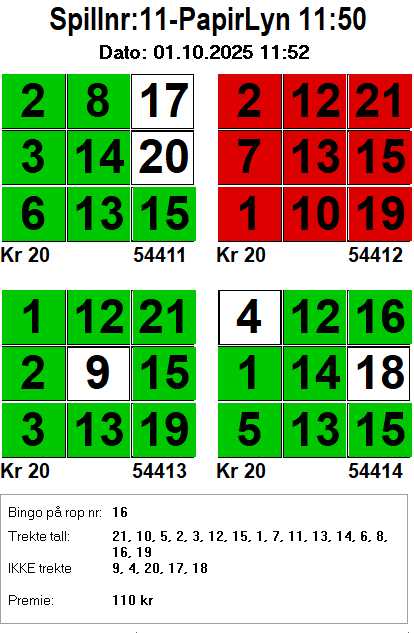 Spillnr:11-PapirLyn 11:50
Dato: 01.10.2025 11:52
2 8 17 2 12 21
3 14 20 7 13 15
6 13 15 1 10 19
Kr 20 54411 Kr 20 54412
1 12 21 4 12 16
2 9 15 1 14 18
3 13 19 5 13 15
Kr 20 54413 Kr 20 54414
Bingo på rop nr: 16
Trekte tall: 21, 10, 5, 2, 3, 12, 15, 1, 7, 11, 13, 14, 6, 8,
16, 19
IKKE trekte 9, 4, 20, 17, 18
Premie: 110 kr